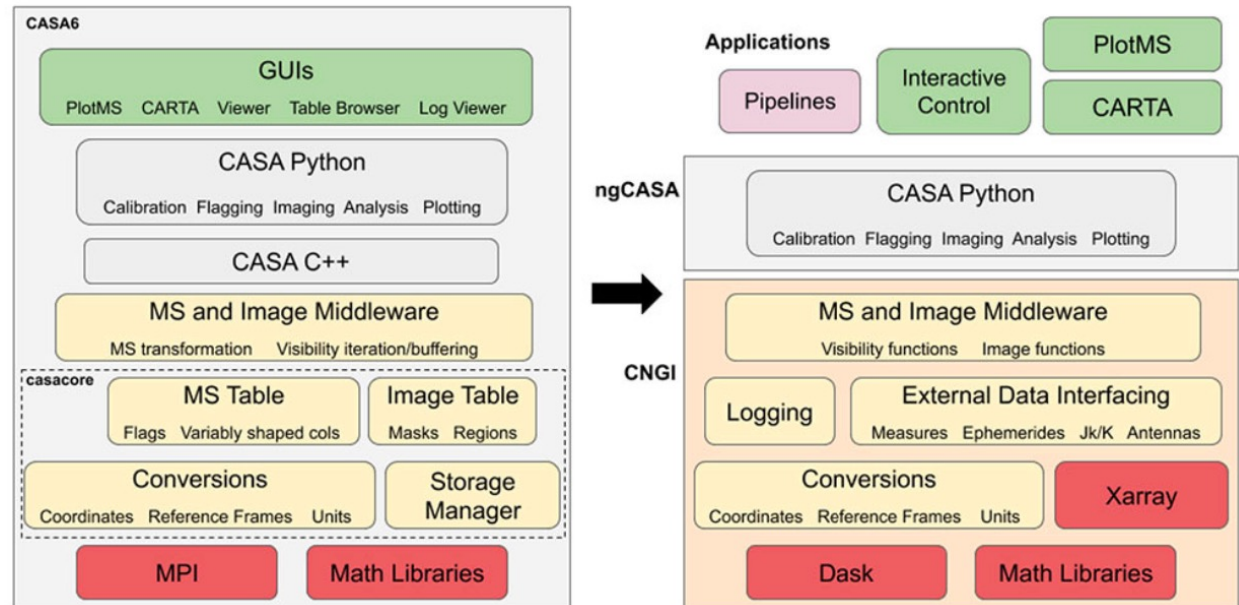 CASA6
GUIs
PlotMS CARTA Viewer Table Browser Log Viewer
CASA Python
Calibration Flagging Imaging Analysis Plotting
CASA C++
MS and Image Middleware
MS transformation Visibility iteration/buffering
casacore
MS Table
Flags Variably shaped cols
Image Table
Masks Regions
Conversions
Coordinates Reference Frames Units
Storage
Manager
MPI
Math Libraries
Applications
Pipelines
Interactive
Control
PlotMS
CARTA
ngCASA
CASA Python
Calibration Flagging Imaging Analysis Plotting
CNGI
MS and Image Middleware
Visibility functions Image functions
Logging
External Data Interfacing
Measures Ephemerides Jk/K Antennas
Conversions
Coordinates Reference Frames Units
Xarray
Dask
Math Libraries